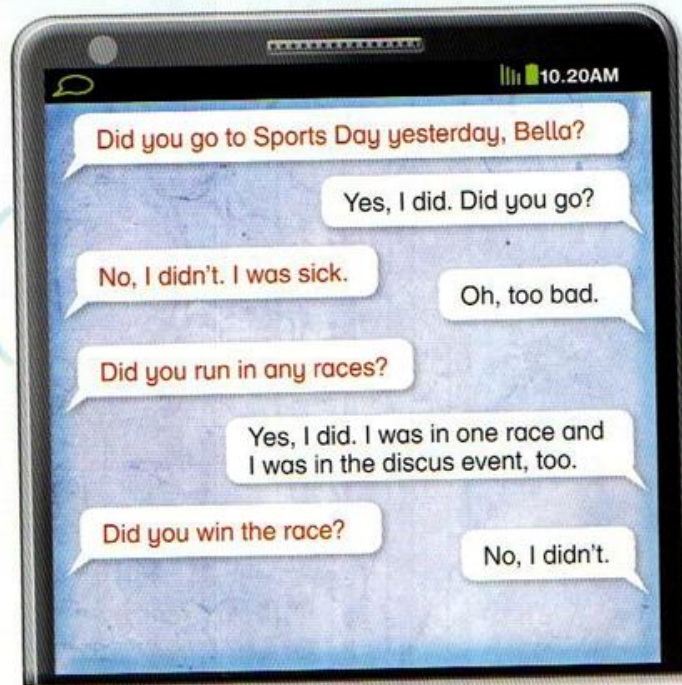 10.20AM
Did you go to Sports Day yesterday, Bella?
Yes, I did. Did you go?
No, I didn't. I was sick.
Oh, too bad.
Did you run in any races?
Yes, I did. I was in one race and
I was in the discus event, too.
Did you win the race?
No, I didn't.